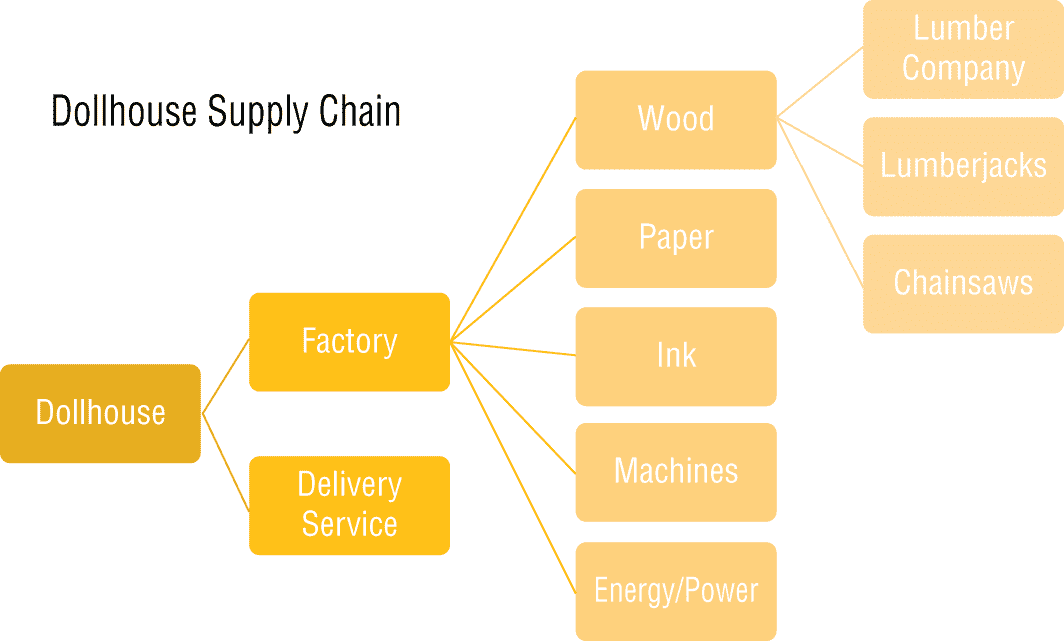 Dollhouse Supply Chain
Dollhouse
Factory
Delivery
Service
Wood
Paper
Ink
Machines
Energy/Power
Lumber
Company
Lumberjacks
Chainsaws